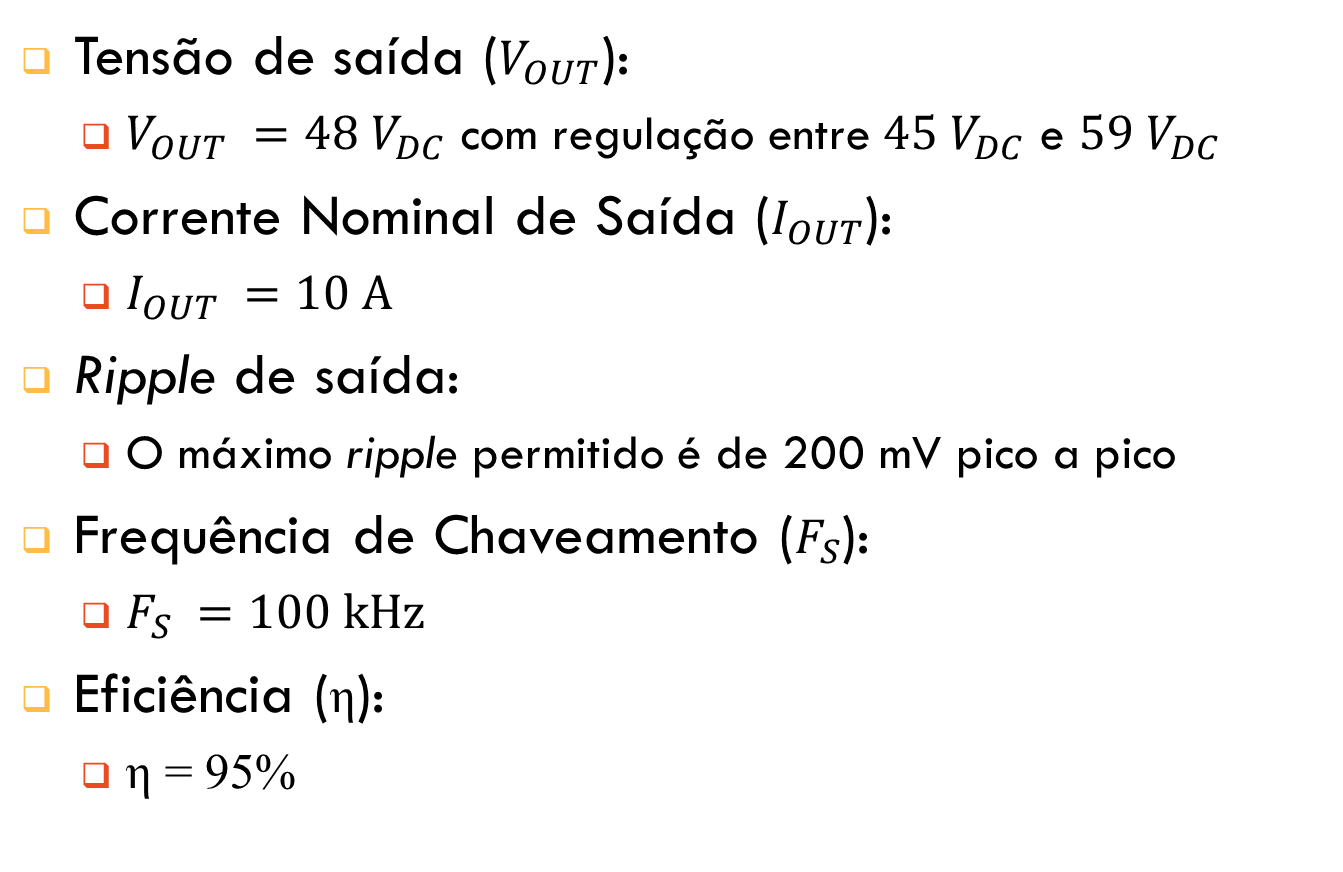 Tensão de saída (V_OUT):
V_OUT = 48 V_DC com regulação entre 45 V_DC e 59 V_DC
Corrente Nominal de Saída (I_OUT):
I_OUT = 10 A
Ripple de saída:
O máximo ripple permitido é de 200 mV pico a pico
Frequência de Chaveamento (F_S):
F_S = 100 kHz
Eficiência (η):
η = 95%